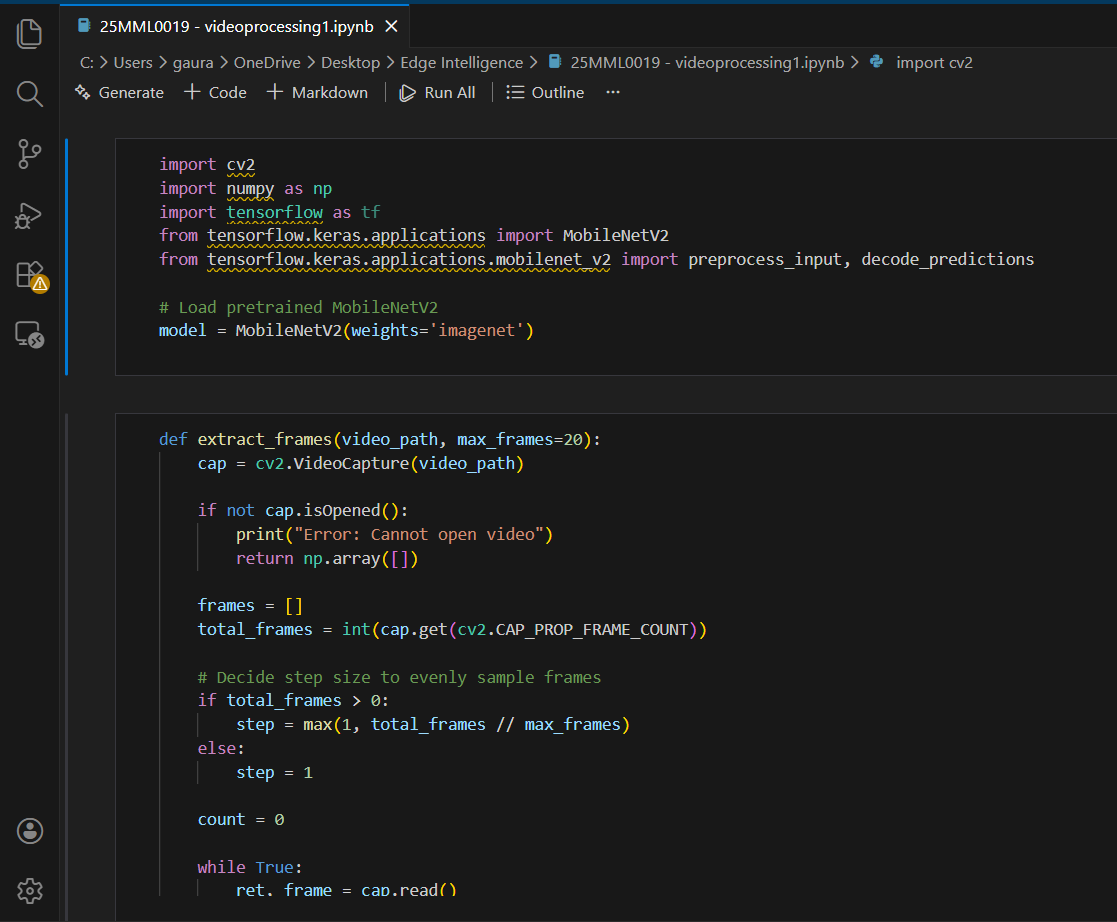 25MML0019 - videoprocessing1.ipynb
C: > Users > gaura > OneDrive > Desktop > Edge Intelligence > 25MML0019 - videoprocessing1.ipynb > import cv2
Generate + Code + Markdown | Run All | Outline ...
import cv2
import numpy as np
import tensorflow as tf
from tensorflow.keras.applications import MobileNetV2
from tensorflow.keras.applications.mobilenet_v2 import preprocess_input, decode_predictions
# Load pretrained MobileNetV2
model = MobileNetV2(weights='imagenet')
def extract_frames(video_path, max_frames=20):
    cap = cv2.VideoCapture(video_path)
    if not cap.isOpened():
        print("Error: Cannot open video")
        return np.array([])
    frames = []
    total_frames = int(cap.get(cv2.CAP_PROP_FRAME_COUNT))
    # Decide step size to evenly sample frames
    if total_frames > 0:
        step = max(1, total_frames // max_frames)
    else:
        step = 1
    count = 0
    while True:
        ret, frame = cap.read()